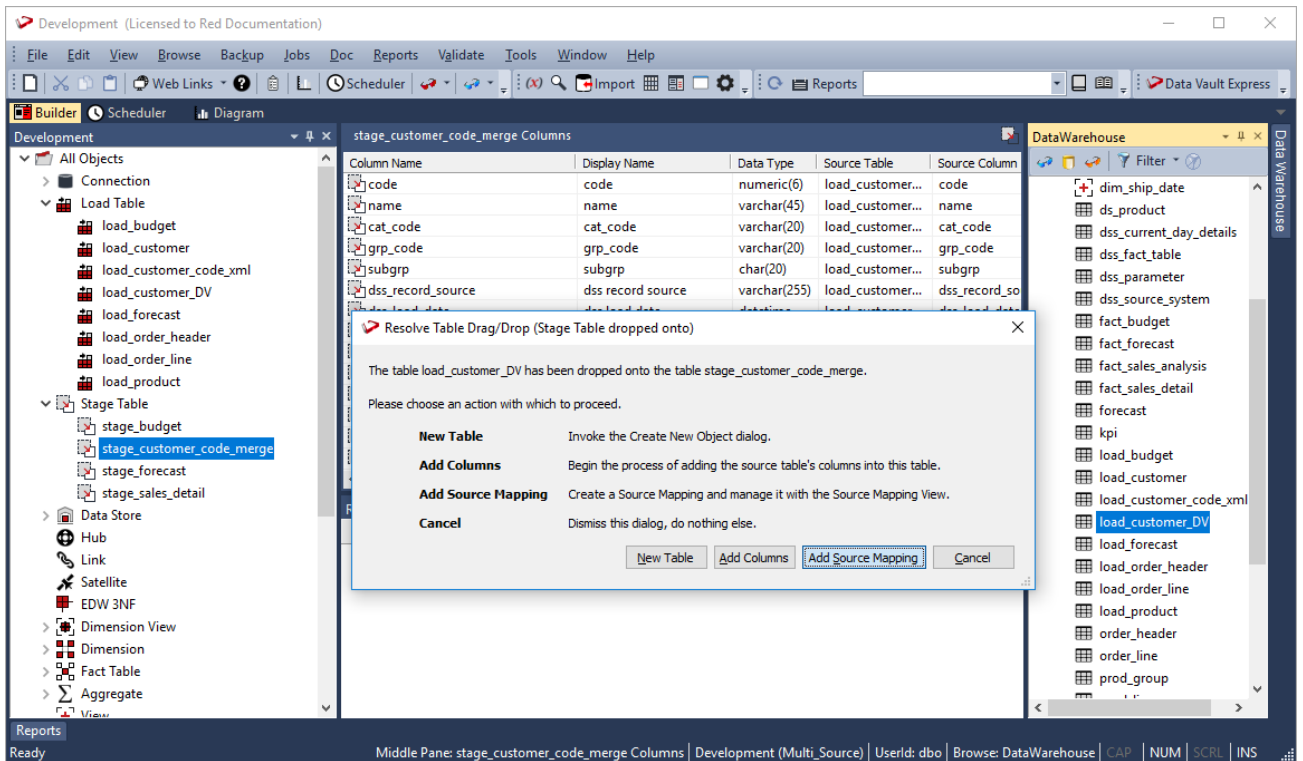 Development (Licensed to Red Documentation)
File Edit View Browse Backup Jobs Doc Reports Validate Tools Window Help
Web Links Scheduler (x) Import Reports Data Vault Express
Builder Scheduler Diagram
Development
All Objects
Connection
Load Table
load_budget
load_customer
load_customer_code_xml
load_customer_DV
load_forecast
load_order_header
load_order_line
load_product
Stage Table
stage_budget
stage_customer_code_merge
stage_forecast
stage_sales_detail
Data Store
Hub
Link
Satellite
EDW 3NF
Dimension View
Dimension
Fact Table
Aggregate
View
stage_customer_code_merge Columns
Column Name Display Name Data Type Source Table Source Column
code code numeric(6) load_customer... code
name name varchar(45) load_customer... name
cat_code cat_code varchar(20) load_customer... cat_code
grp_code grp_code varchar(20) load_customer... grp_code
subgrp subgrp char(20) load_customer... subgrp
dss_record_source dss record source varchar(255) load_customer... dss_record_so
dss_load_date dss load date datetime load_customer... dss_load_date
Resolve Table Drag/Drop (Stage Table dropped onto)
The table load_customer_DV has been dropped onto the table stage_customer_code_merge.
Please choose an action with which to proceed.
New Table Invoke the Create New Object dialog.
Add Columns Begin the process of adding the source table's columns into this table.
Add Source Mapping Create a Source Mapping and manage it with the Source Mapping View.
Cancel Dismiss this dialog, do nothing else.
New Table Add Columns Add Source Mapping Cancel
DataWarehouse
Filter
dim_ship_date
ds_product
dss_current_day_details
dss_fact_table
dss_parameter
dss_source_system
fact_budget
fact_forecast
fact_sales_analysis
fact_sales_detail
forecast
kpi
load_budget
load_customer
load_customer_code_xml
load_customer_DV
load_forecast
load_order_header
load_order_line
load_product
order_header
order_line
prod_group
Data Warehouse
Reports
Ready Middle Pane: stage_customer_code_merge Columns Development (Multi_Source) UserId: dbo Browse: DataWarehouse CAP NUM SCRL INS